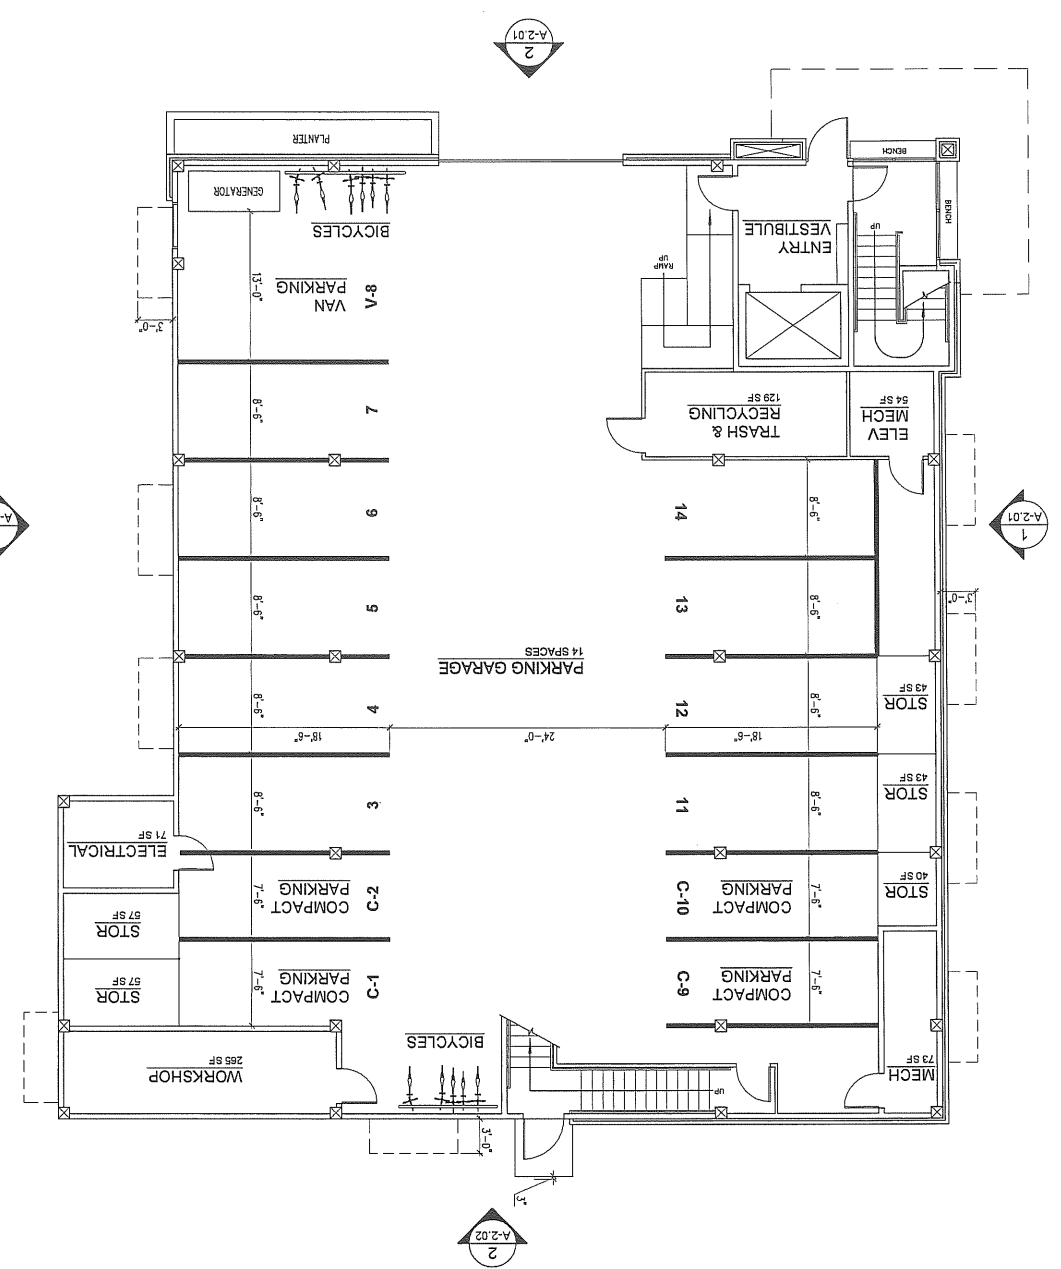 2
A-2.01
PLANTER
BENCH
BENCH
GENERATOR
BICYCLES
ENTRY
VESTIBULE
UP
RAMP
UP
13'-0"
VAN
PARKING
V-8
3'-0"
TRASH &
RECYCLING
129 SF
ELEV
MECH
54 SF
8'-6"
7
8'-6"
6
14
8'-6"
1
A-2.01
A-
8'-6"
5
13
8'-6"
3'-0"
PARKING GARAGE
14 SPACES
8'-6"
4
12
8'-6"
STOR
43 SF
18'-6"
24'-0"
18'-6"
8'-6"
3
11
8'-6"
STOR
43 SF
ELECTRICAL
71 SF
7'-6"
COMPACT
PARKING
C-2
C-10
COMPACT
PARKING
7'-6"
STOR
40 SF
STOR
57 SF
7'-6"
COMPACT
PARKING
C-1
C-9
COMPACT
PARKING
7'-6"
STOR
57 SF
BICYCLES
WORKSHOP
265 SF
MECH
73 SF
UP
3'-0"
3"
2
A-2.02